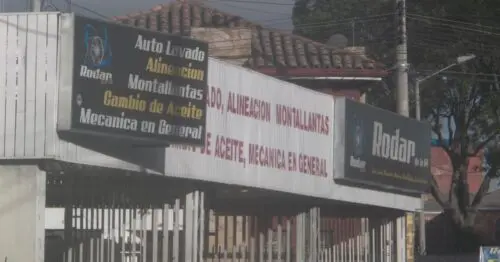 Auto Lavado
Alineacion
Montallantas
Cambio de Aceite
Mecanica en General
Rodar
ADO, ALINEACION MONTALLANTAS,
DE ACEITE, MECANICA EN GENERAL
Rodar